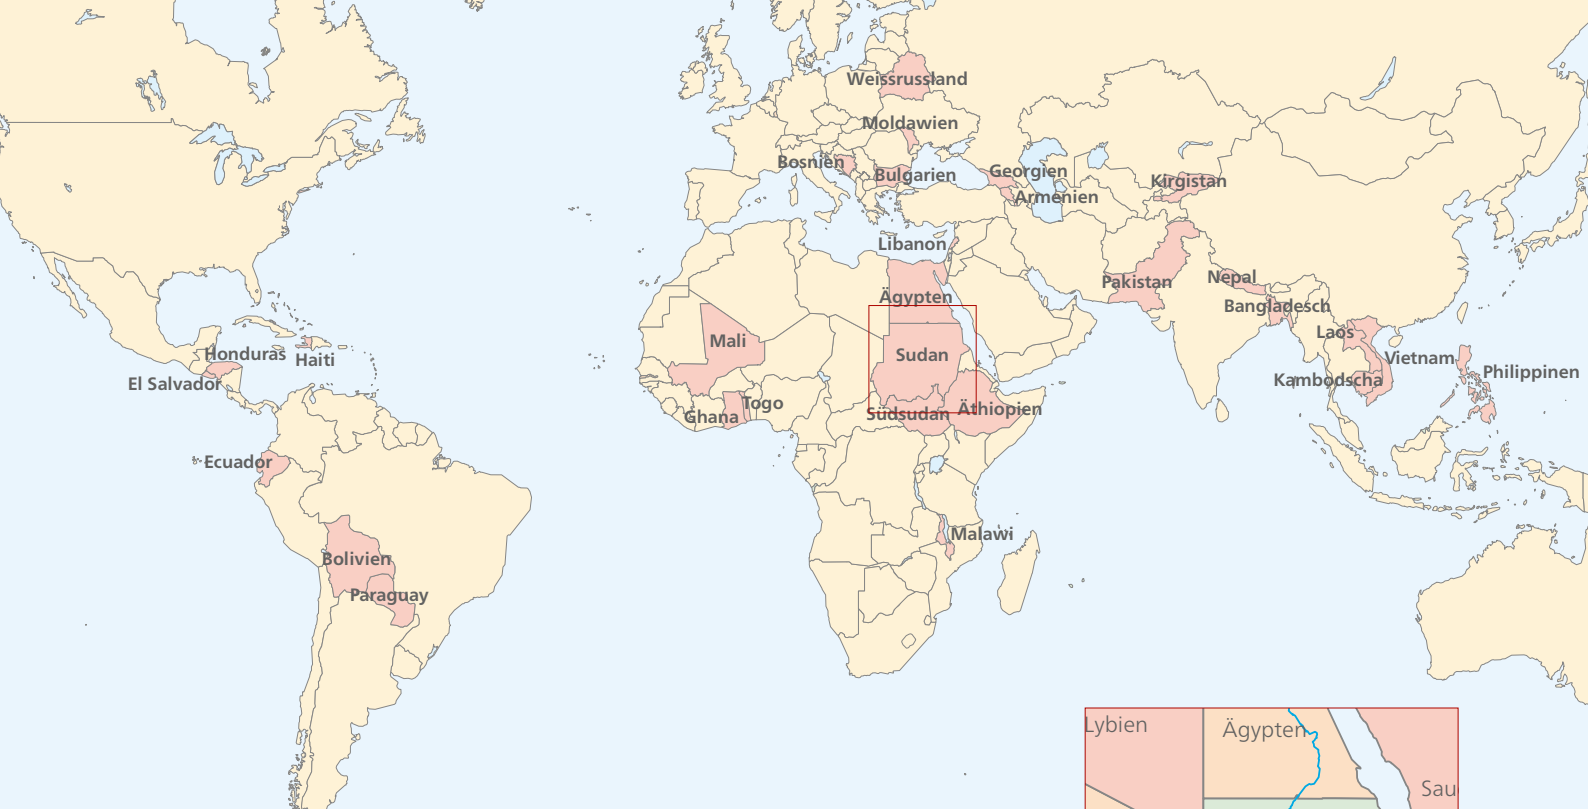 Weissrussland
Moldawien
Bosnien
Bulgarien
Georgien
Armenien
Kirgistan
Libanon
Pakistan
Nepal
Ägypten
Bangladesch
Laos
Mali
Sudan
Vietnam
Honduras
Haiti
El Salvador
Kambodscha
Philippinen
Togo
Ghana
Südsudan
Äthiopien
Ecuador
Malawi
Bolivien
Paraguay
Lybien
Ägypten
Sau